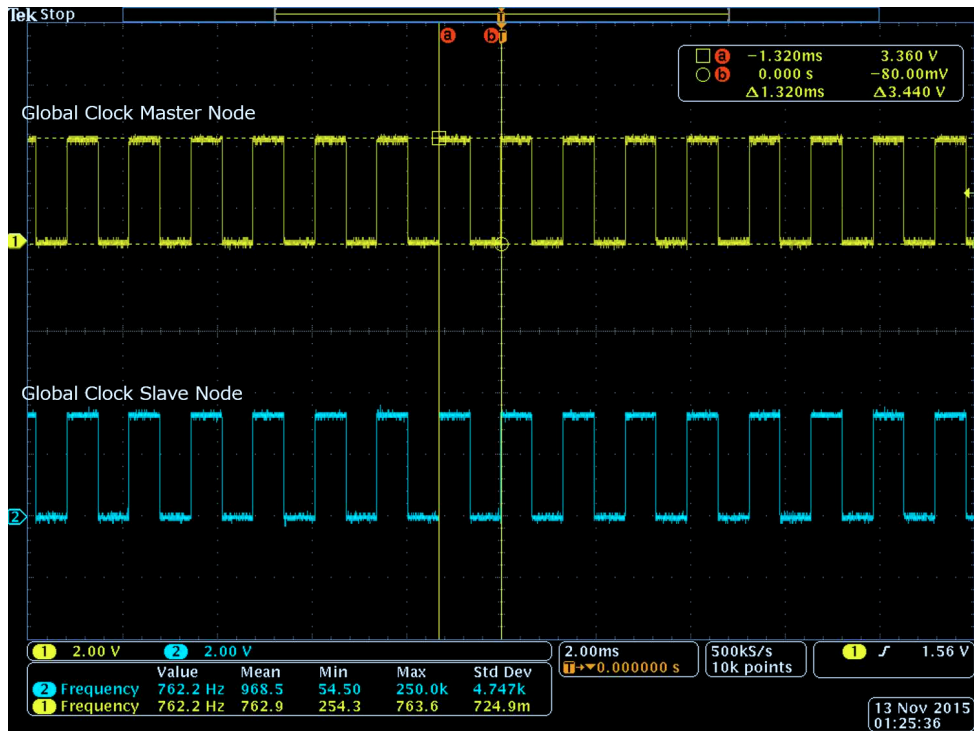 Tek Stop
T
a
b T
a −1.320ms 3.360 V
b 0.000 s −80.00mV
Δ1.320ms Δ3.440 V
Global Clock Master Node
1
Global Clock Slave Node
2
1 2.00 V 2 2.00 V
Value Mean Min Max Std Dev
2 Frequency 762.2 Hz 968.5 54.50 250.0k 4.747k
1 Frequency 762.2 Hz 762.9 254.3 763.6 724.9m
2.00ms
T→▼0.000000 s
500kS/s
10k points
1 1.56 V
13 Nov 2015
01:25:36